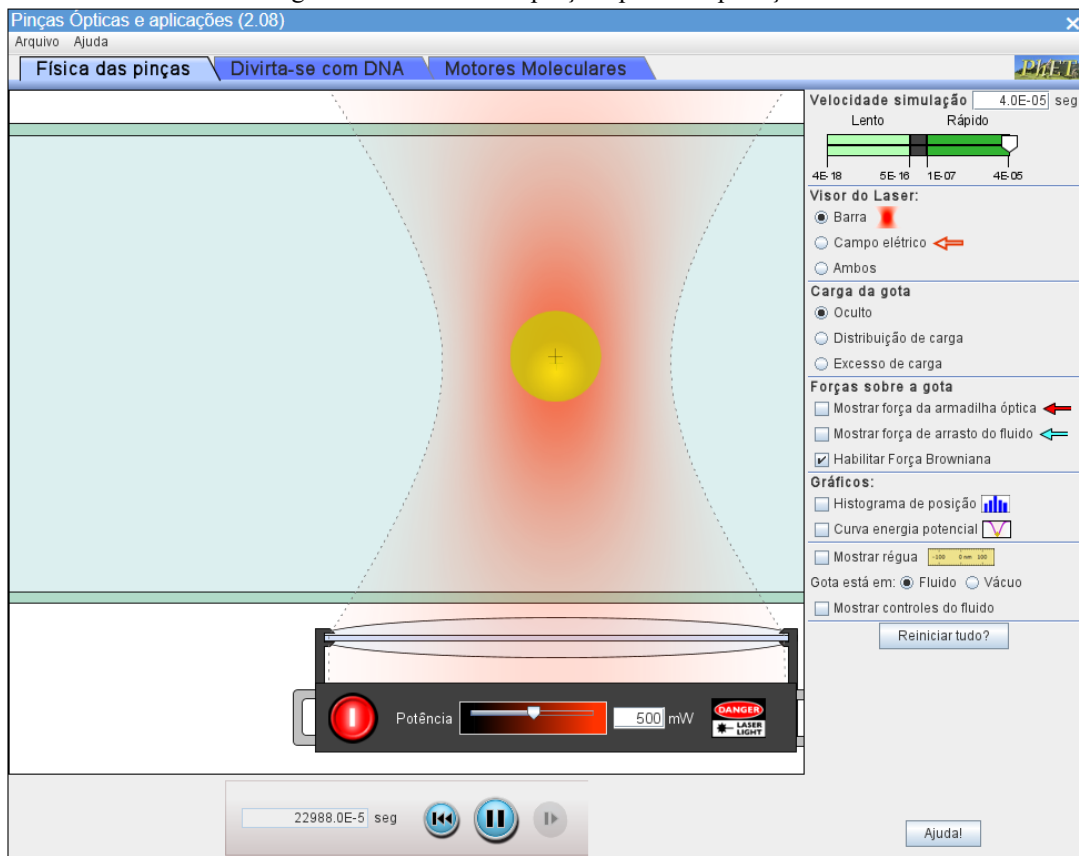 Pinças Ópticas e aplicações (2.08)
Arquivo Ajuda
Física das pinças Divirta-se com DNA Motores Moleculares
PhET
Velocidade simulação 4.0E-05 seg
Lento Rápido
4E-18 5E-16 1E-07 4E-05
Visor do Laser:
Barra
Campo elétrico
Ambos
Carga da gota
Oculto
Distribuição de carga
Excesso de carga
Forças sobre a gota
Mostrar força da armadilha óptica
Mostrar força de arrasto do fluido
Habilitar Força Browniana
Gráficos:
Histograma de posição
Curva energia potencial
Mostrar régua -100 0 nm 100
Gota está em: Fluido Vácuo
Mostrar controles do fluido
Reiniciar tudo?
Potência 500 mW
DANGER
LASER
LIGHT
22988.0E-5 seg
Ajuda!